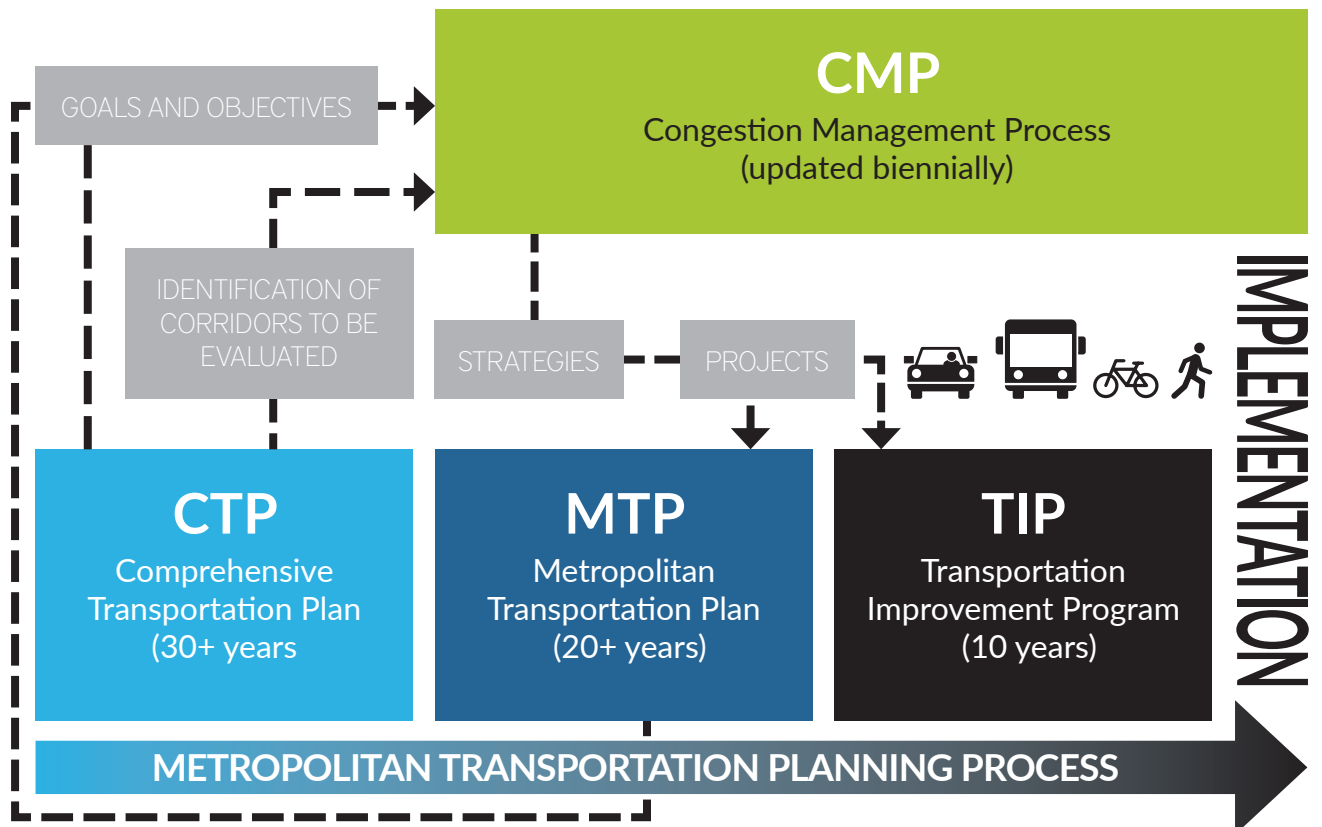 CMP
Congestion Management Process
(updated biennially)
GOALS AND OBJECTIVES
IDENTIFICATION OF
CORRIDORS TO BE
EVALUATED
STRATEGIES
PROJECTS
CTP
Comprehensive
Transportation Plan
(30+ years
MTP
Metropolitan
Transportation Plan
(20+ years)
TIP
Transportation
Improvement Program
(10 years)
IMPLEMENTATION
METROPOLITAN TRANSPORTATION PLANNING PROCESS